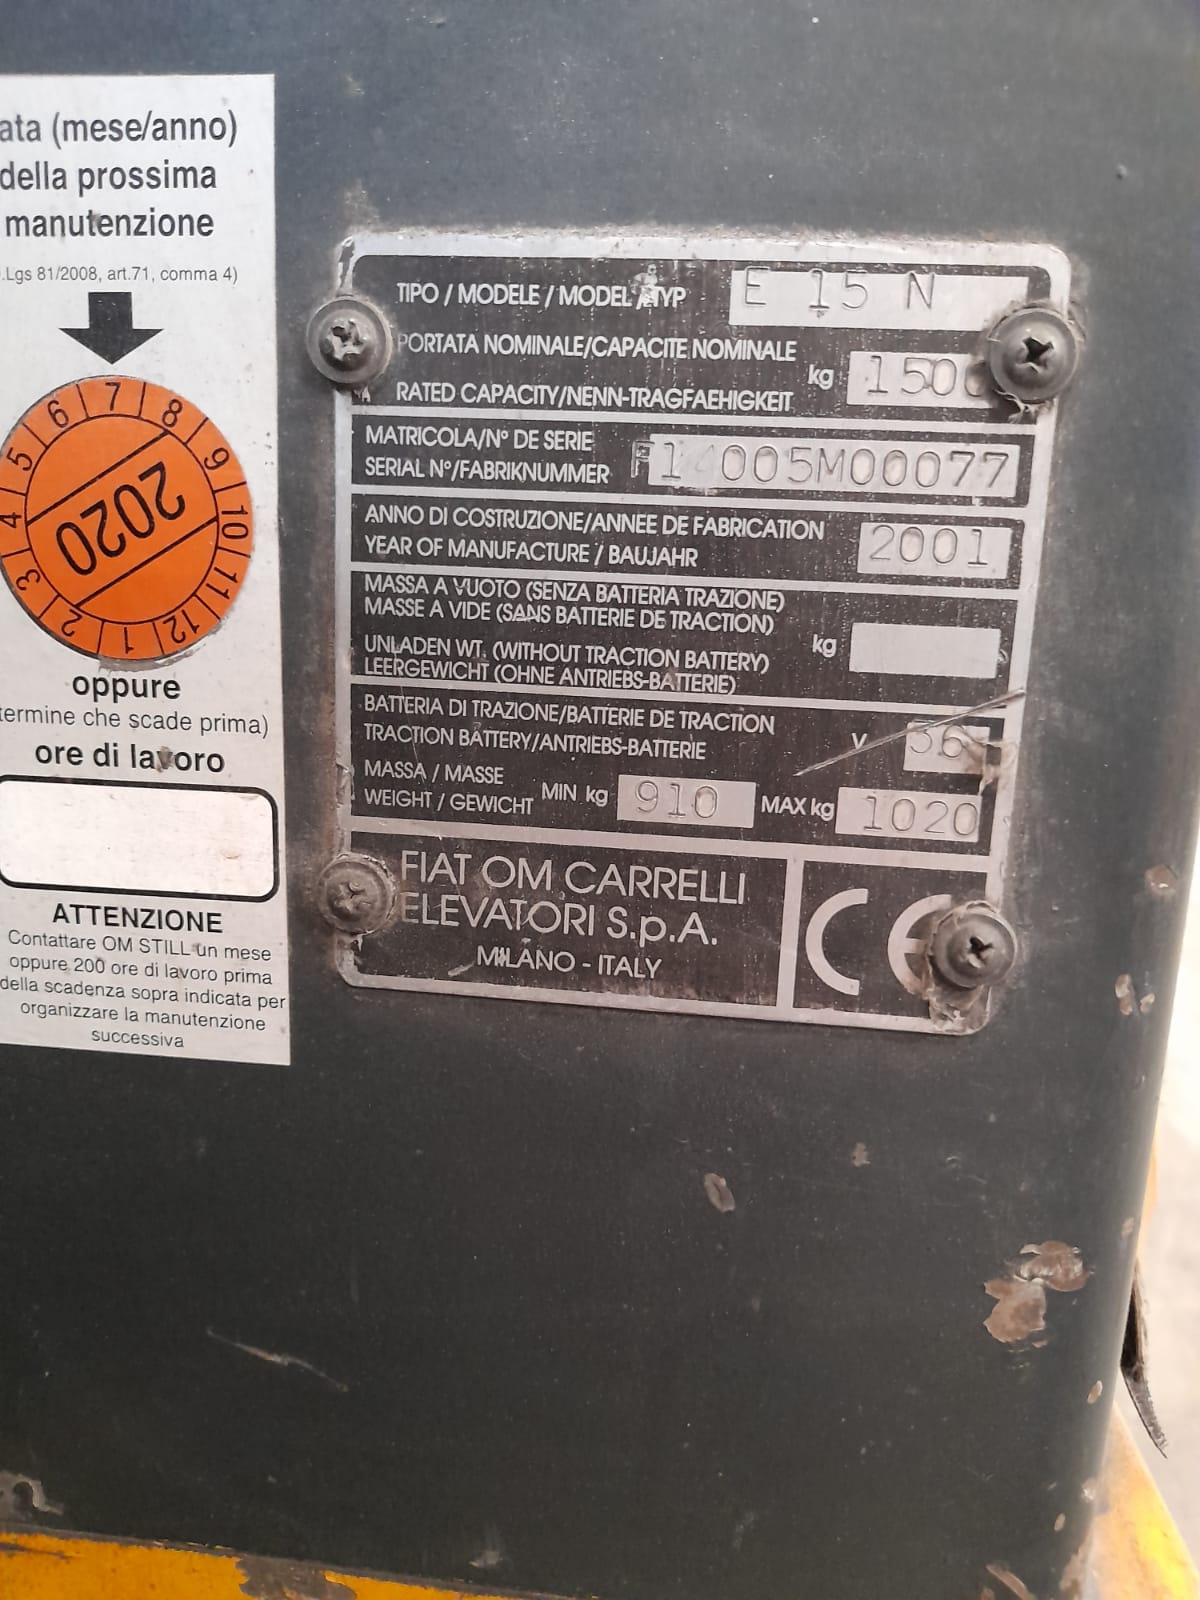 ata (mese/anno)
della prossima
manutenzione
.Lgs 81/2008, art.71, comma 4)
1 2 3 4 5 6 7 8 9 10 11 12
2020
oppure
termine che scade prima)
ore di lavoro
ATTENZIONE
Contattare OM STILL un mese
oppure 200 ore di lavoro prima
della scadenza sopra indicata per
organizzare la manutenzione
successiva
TIPO / MODELE / MODEL / TYP E 15 N
PORTATA NOMINALE/CAPACITE NOMINALE
RATED CAPACITY/NENN-TRAGFAEHIGKEIT kg 1500
MATRICOLA/N° DE SERIE
SERIAL N°/FABRIKNUMMER
ANNO DI COSTRUZIONE/ANNEE DE FABRICATION
YEAR OF MANUFACTURE / BAUJAHR 2001
MASSA A VUOTO (SENZA BATTERIA TRAZIONE)
MASSE A VIDE (SANS BATTERIE DE TRACTION)
UNLADEN WT. (WITHOUT TRACTION BATTERY) kg
LEERGEWICHT (OHNE ANTRIEBS-BATTERIE)
BATTERIA DI TRAZIONE/BATTERIE DE TRACTION
TRACTION BATTERY/ANTRIEBS-BATTERIE V
MASSA / MASSE
WEIGHT / GEWICHT MIN kg 910 MAX kg 1020
FIAT OM CARRELLI
ELEVATORI S.p.A.
MILANO - ITALY
CE